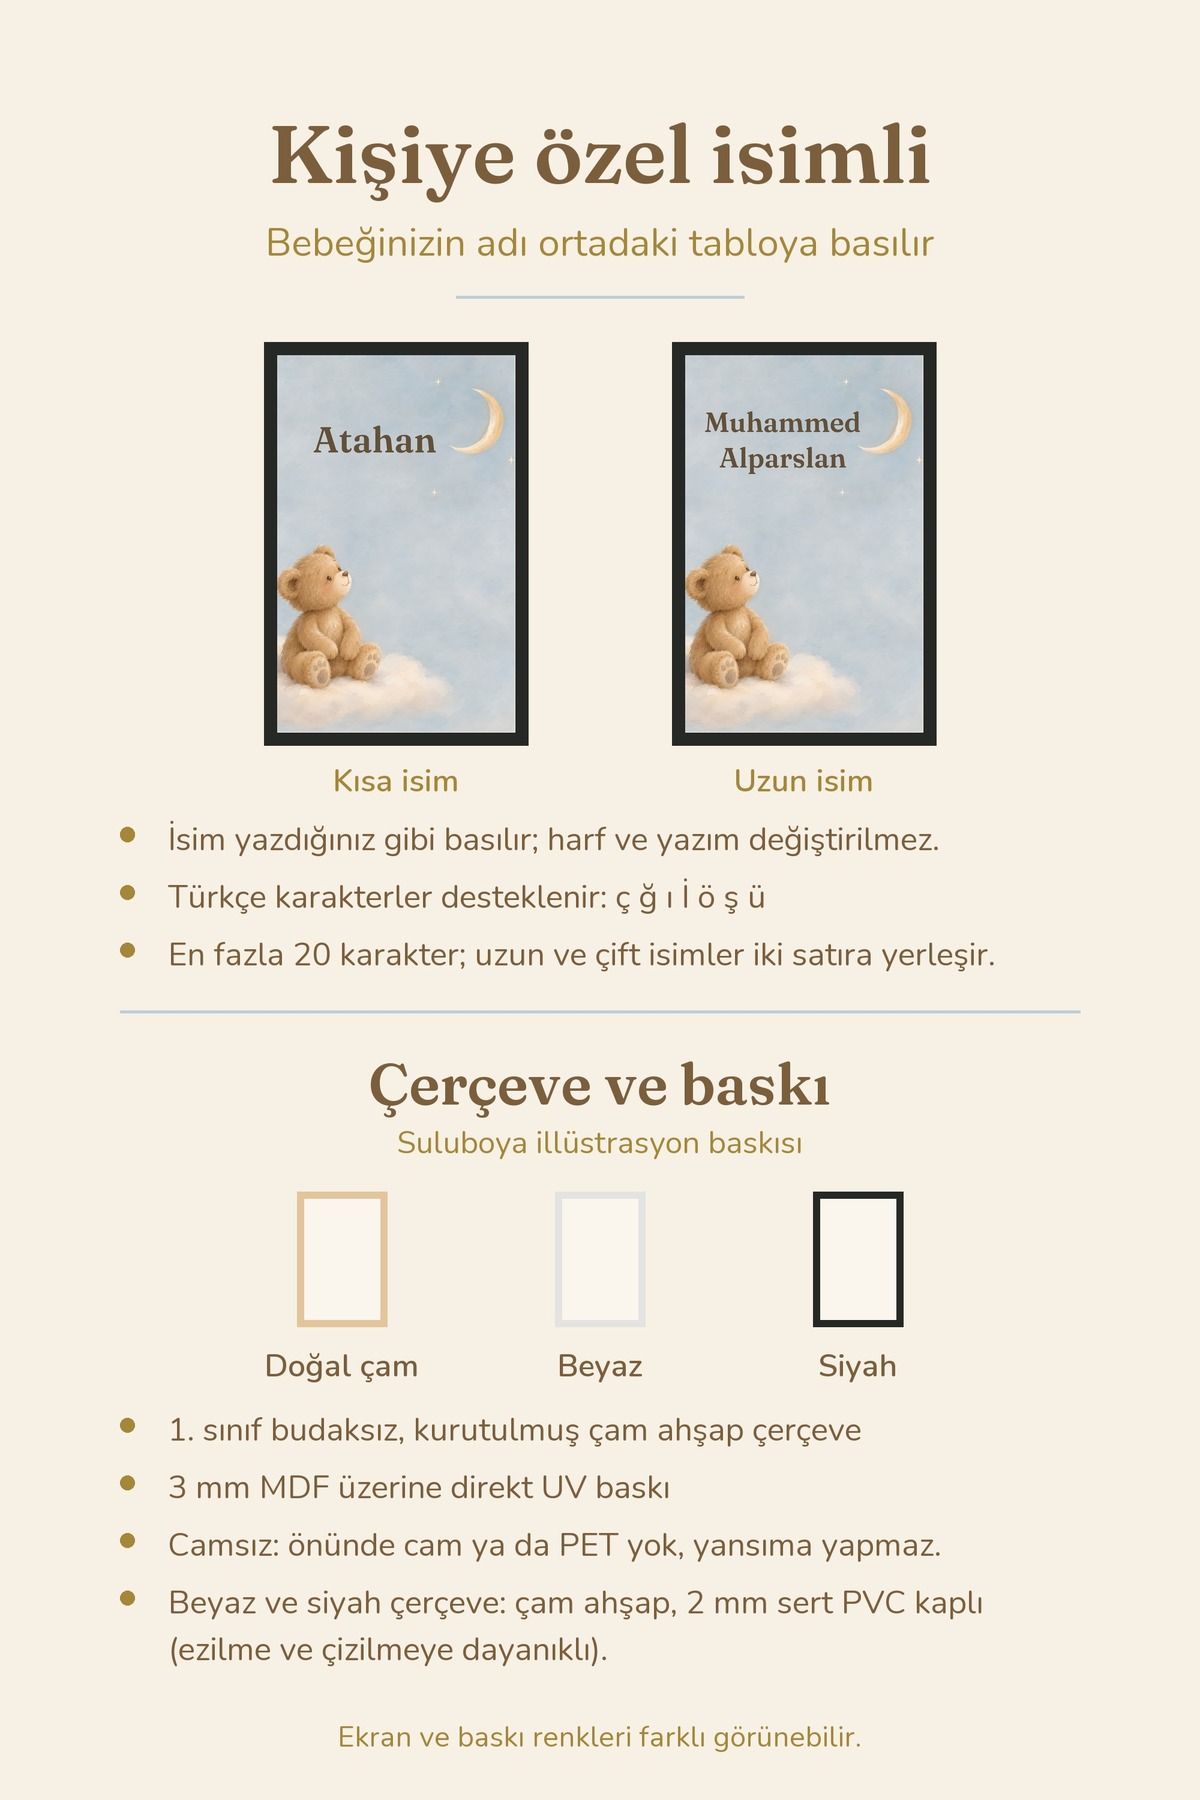 Kişiye özel isimli
Bebeğinizin adı ortadaki tabloya basılır
Atahan
Muhammed
Alparslan
Kısa isim
Uzun isim
İsim yazdığınız gibi basılır; harf ve yazım değiştirilmez.
Türkçe karakterler desteklenir: ç ğ ı İ ö ş ü
En fazla 20 karakter; uzun ve çift isimler iki satıra yerleşir.
Çerçeve ve baskı
Suluboya illüstrasyon baskısı
Doğal çam
Beyaz
Siyah
1. sınıf budaksız, kurutulmuş çam ahşap çerçeve
3 mm MDF üzerine direkt UV baskı
Camsız: önünde cam ya da PET yok, yansıma yapmaz.
Beyaz ve siyah çerçeve: çam ahşap, 2 mm sert PVC kaplı
(ezilme ve çizilmeye dayanıklı).
Ekran ve baskı renkleri farklı görünebilir.